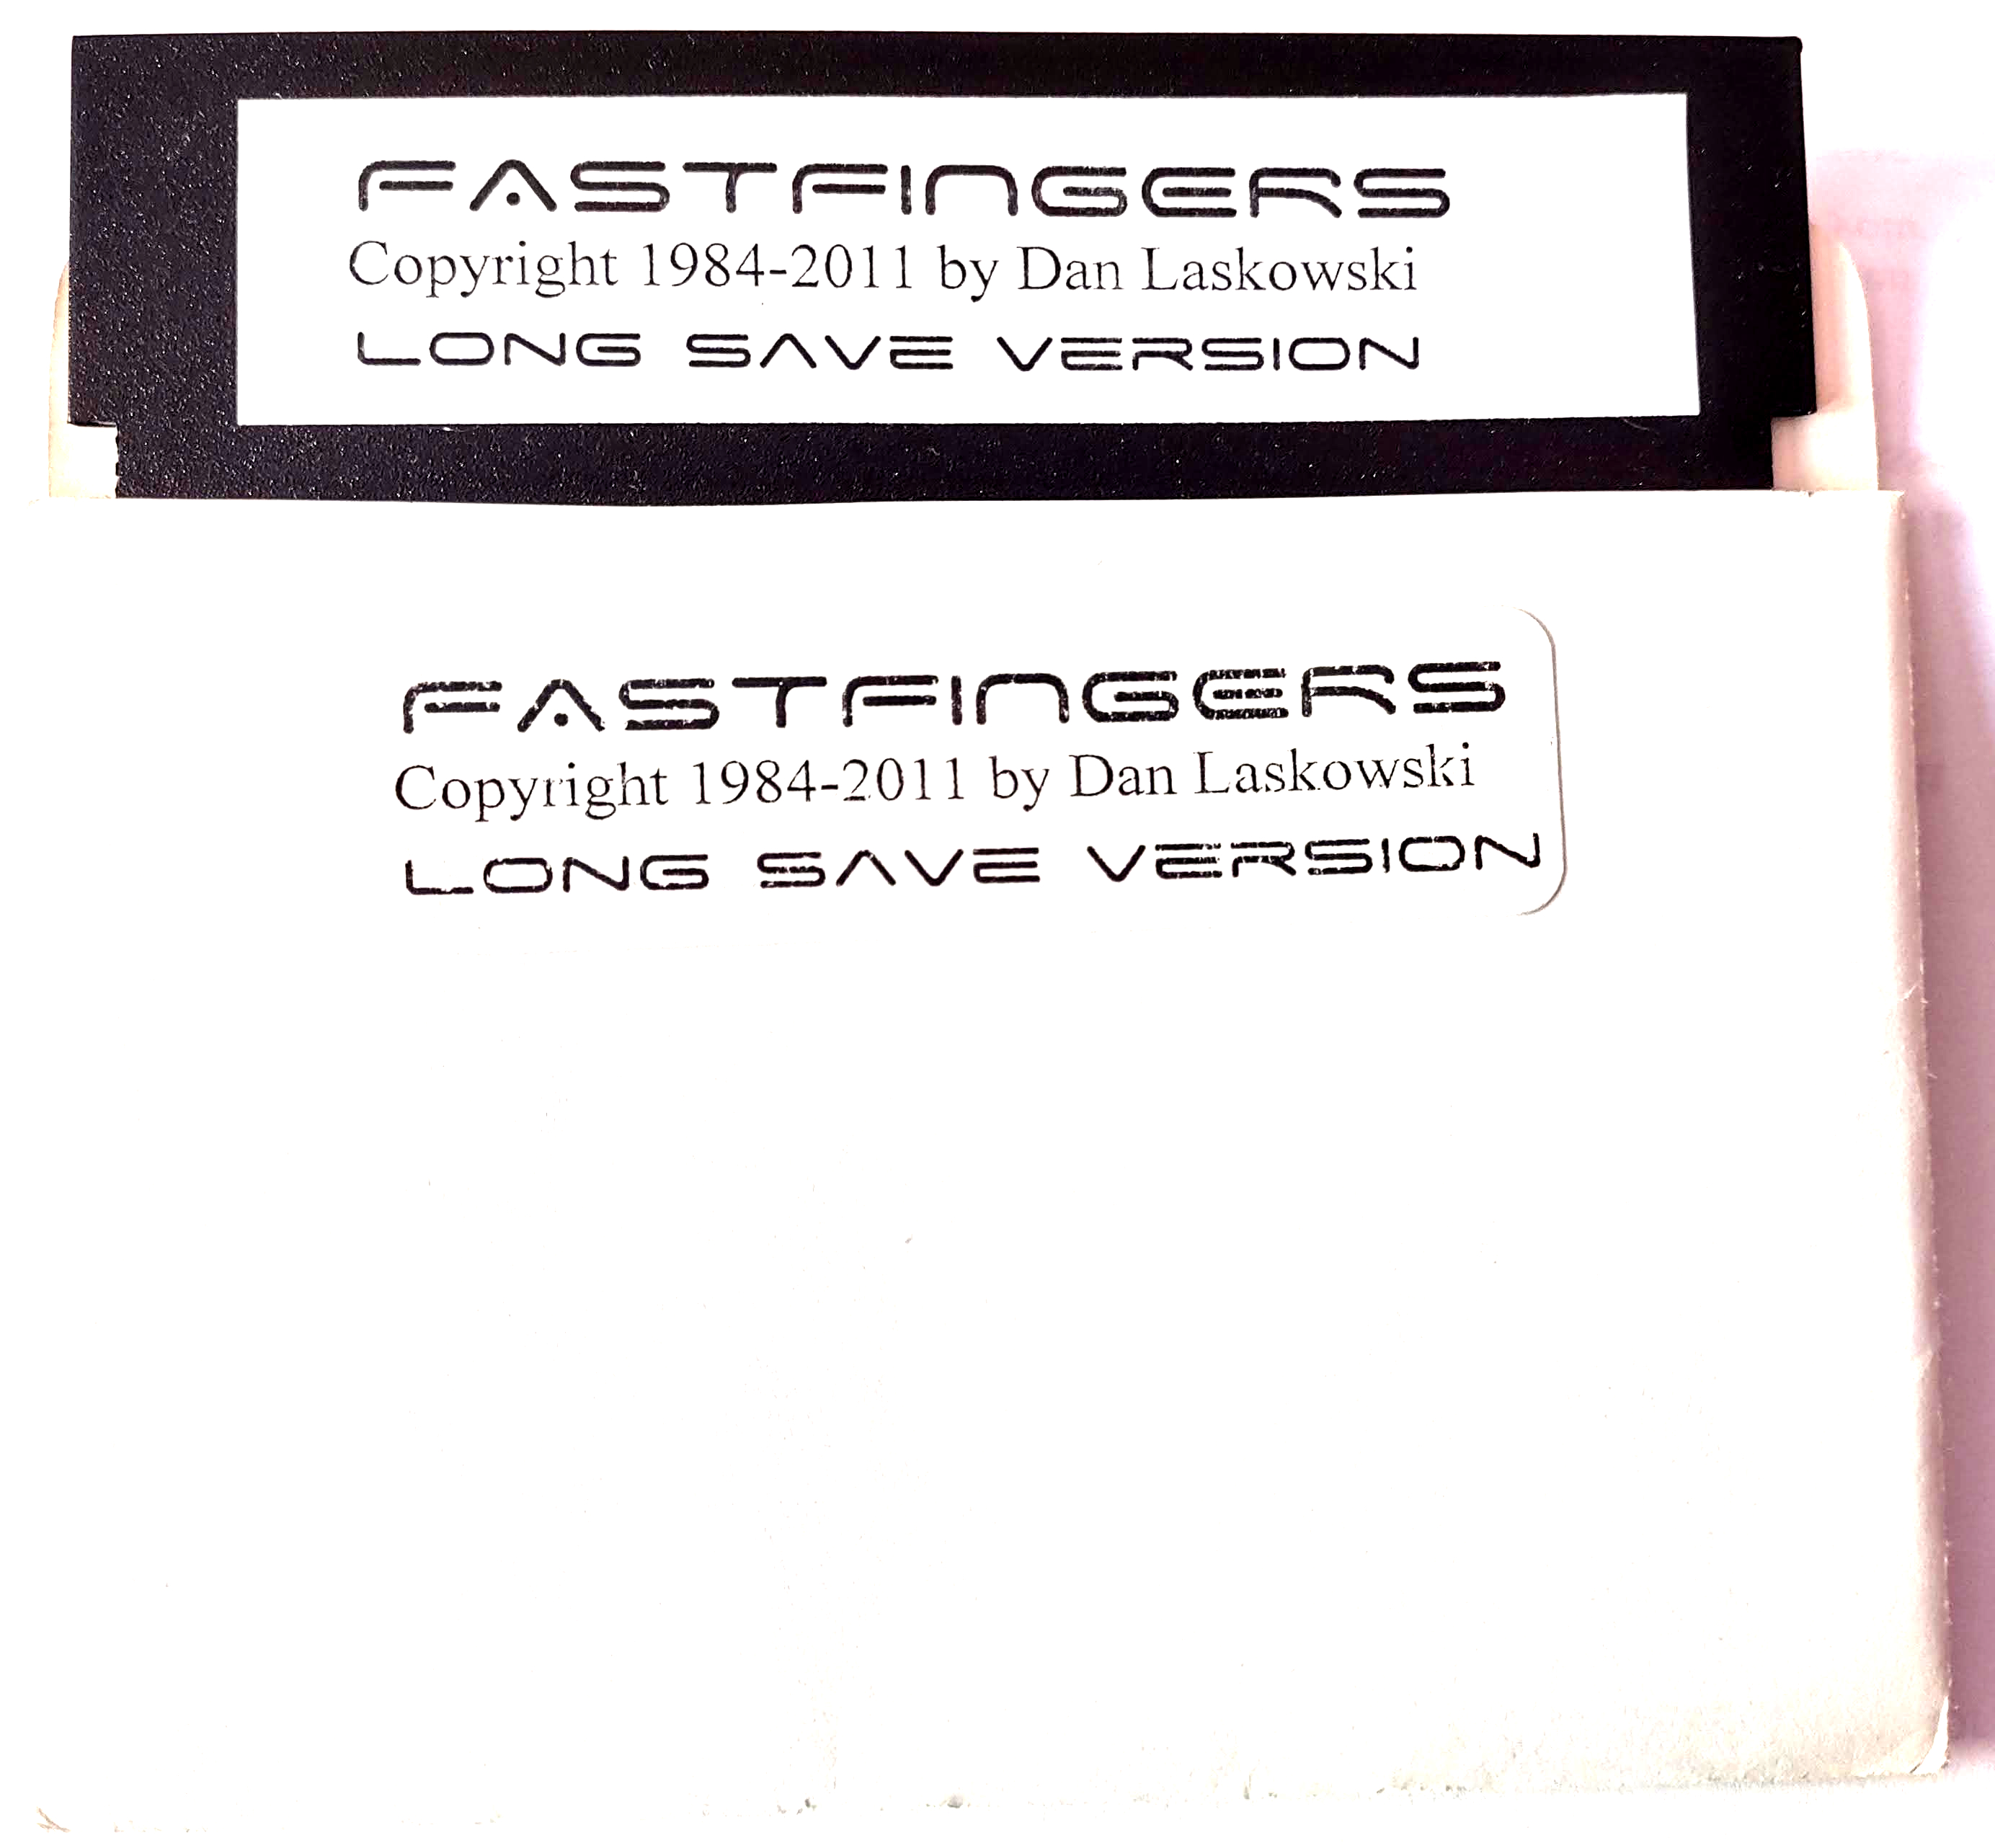 FASTFINGERS
Copyright 1984-2011 by Dan Laskowski
LONG SAVE VERSION
FASTFINGERS
Copyright 1984-2011 by Dan Laskowski
LONG SAVE VERSION